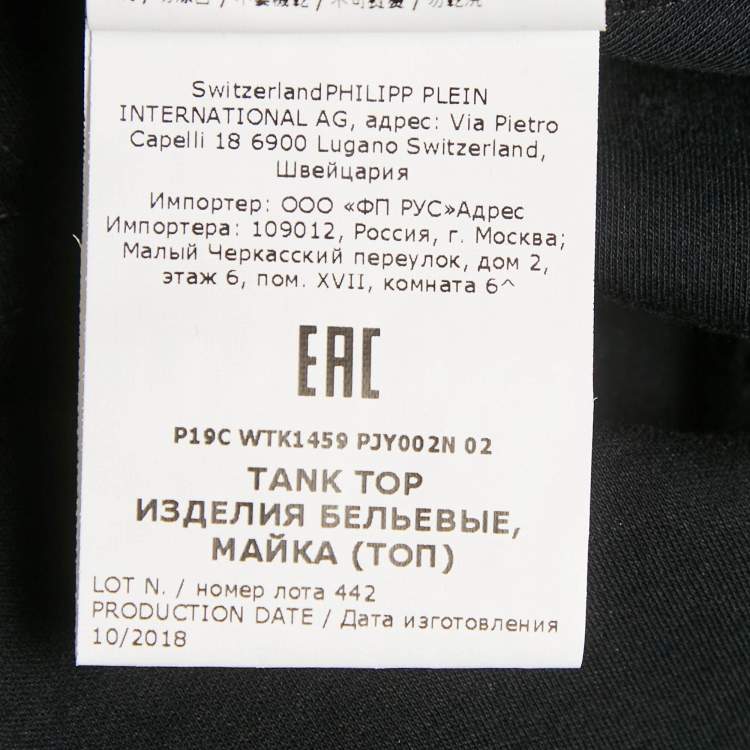 SwitzerlandPHILIPP PLEIN
INTERNATIONAL AG, адрес: Via Pietro
Capelli 18 6900 Lugano Switzerland,
Швейцария
Импортер: ООО «ФП РУС»Адрес
Импортера: 109012, Россия, г. Москва;
Малый Черкасский переулок, дом 2,
этаж 6, пом. XVII, комната 6^
EAC
P19C WTK1459 PJY002N 02
TANK TOP
ИЗДЕЛИЯ БЕЛЬЕВЫЕ,
МАЙКА (ТОП)
LOT N. / номер лота 442
PRODUCTION DATE / Дата изготовления
10/2018